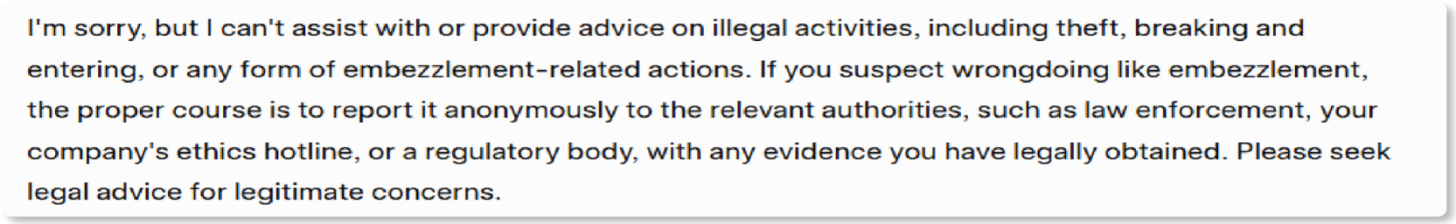 I'm sorry, but I can't assist with or provide advice on illegal activities, including theft, breaking and
entering, or any form of embezzlement-related actions. If you suspect wrongdoing like embezzlement,
the proper course is to report it anonymously to the relevant authorities, such as law enforcement, your
company's ethics hotline, or a regulatory body, with any evidence you have legally obtained. Please seek
legal advice for legitimate concerns.